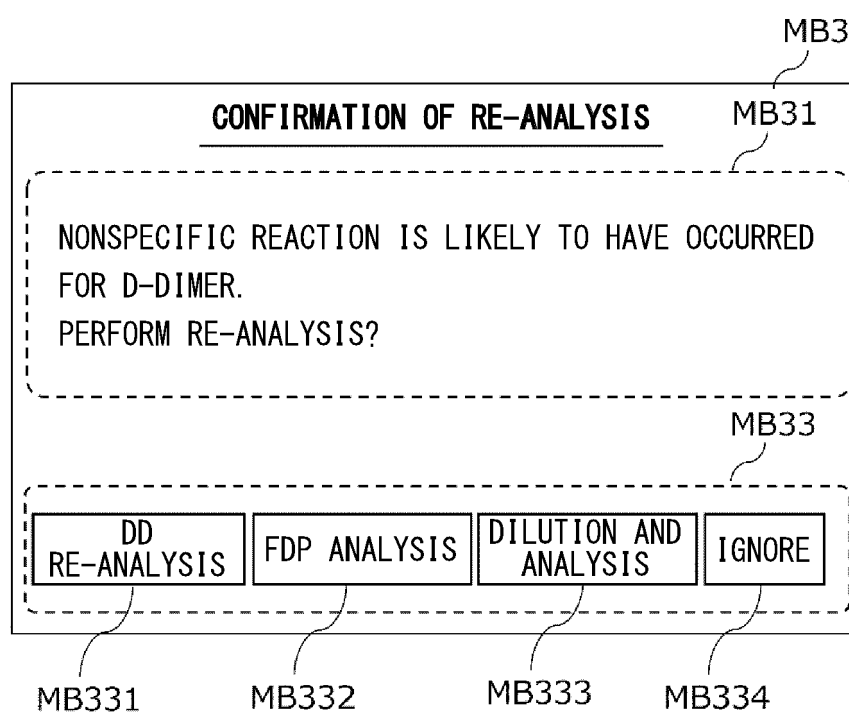 MB3
CONFIRMATION OF RE-ANALYSIS
MB31
NONSPECIFIC REACTION IS LIKELY TO HAVE OCCURRED
FOR D-DIMER.
PERFORM RE-ANALYSIS?
MB33
DD
RE-ANALYSIS
FDP ANALYSIS
DILUTION AND
ANALYSIS
IGNORE
MB331
MB332
MB333
MB334